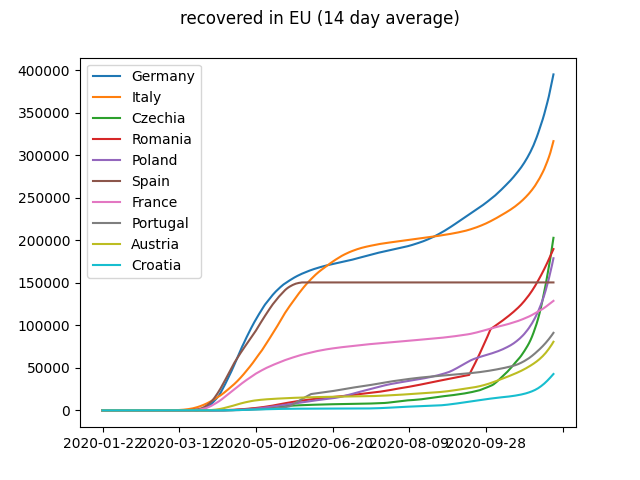 recovered in EU (14 day average)
400000
350000
300000
250000
200000
150000
100000
50000
0
Germany
Italy
Czechia
Romania
Poland
Spain
France
Portugal
Austria
Croatia
2020-01-22 2020-03-12 2020-05-01 2020-06-20 2020-08-09 2020-09-28